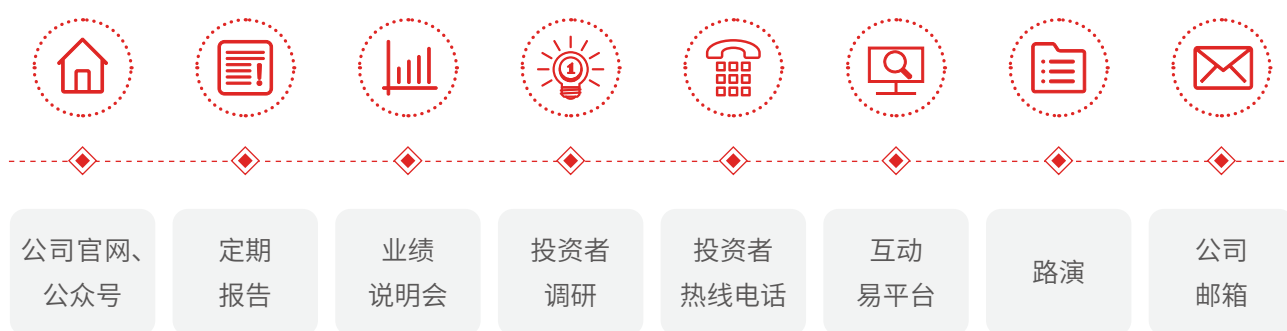 公司官网、
公众号
定期
报告
业绩
说明会
投资者
调研
投资者
热线电话
互动
易平台
路演
公司
邮箱